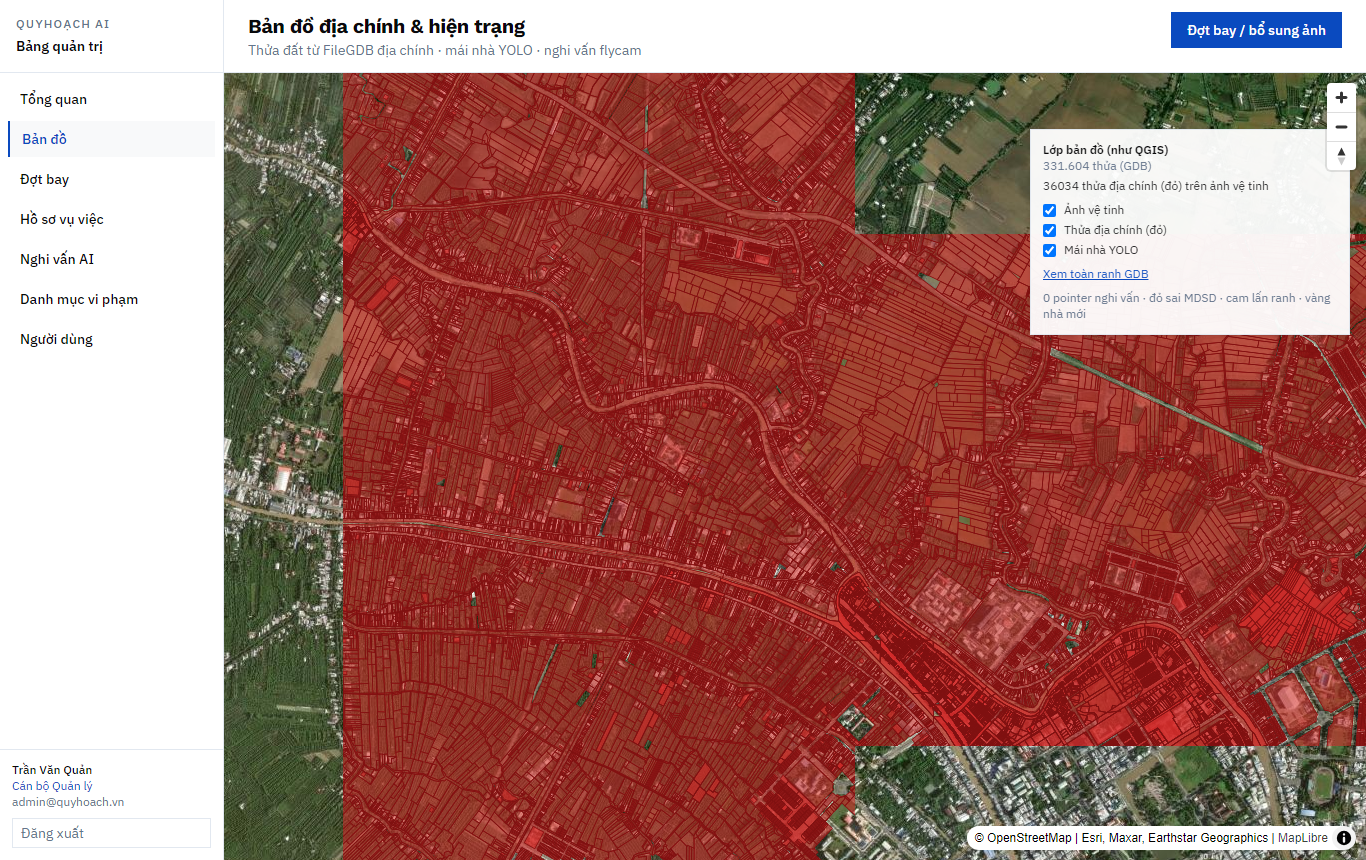 QUYHOẠCH AI
Bảng quản trị
Tổng quan
Bản đồ
Đợt bay
Hồ sơ vụ việc
Nghi vấn AI
Danh mục vi phạm
Người dùng
Trần Văn Quản
Cán bộ Quản lý
admin@quyhoach.vn
Đăng xuất
Bản đồ địa chính & hiện trạng
Thửa đất từ FileGDB địa chính · mái nhà YOLO · nghi vấn flycam
Đợt bay / bổ sung ảnh
Lớp bản đồ (như QGIS)
331.604 thửa (GDB)
36034 thửa địa chính (đỏ) trên ảnh vệ tinh
Ảnh vệ tinh
Thửa địa chính (đỏ)
Mái nhà YOLO
Xem toàn ranh GDB
0 pointer nghi vấn · đỏ sai MDSD · cam lấn ranh · vàng
nhà mới
© OpenStreetMap | Esri, Maxar, Earthstar Geographics | MapLibre